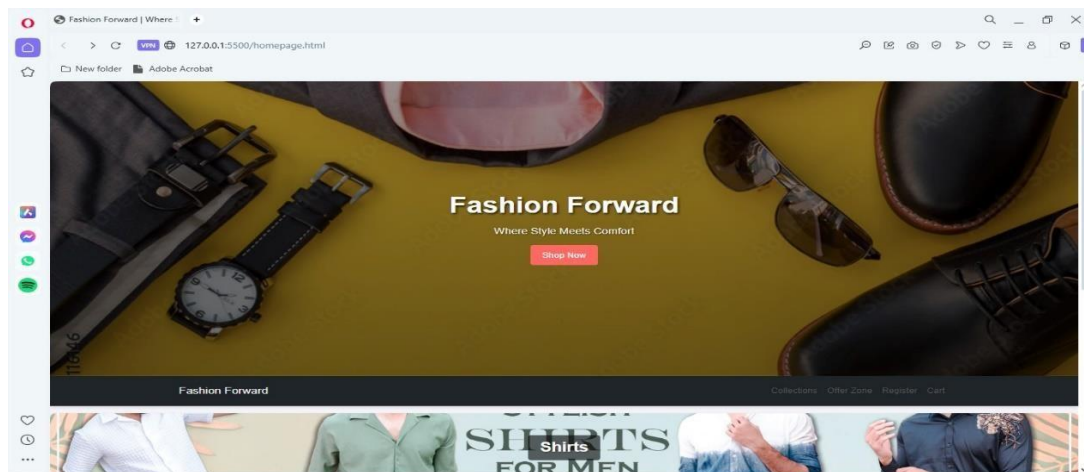 Fashion Forward | Where
VPN 127.0.0.1:5500/homepage.html
New folder Adobe Acrobat
Fashion Forward
Where Style Meets Comfort
Shop Now
Fashion Forward Collections Offer Zone Register Cart
SHIRTS
Shirts
FOR MEN